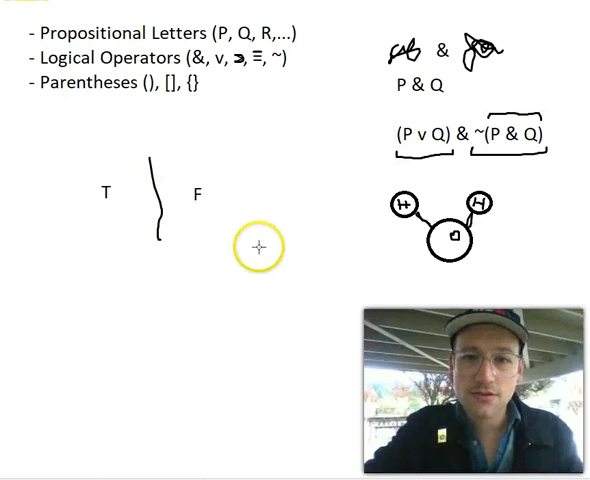 - Propositional Letters (P, Q, R,...)
- Logical Operators (&, v, ⊃, ≡, ~)
- Parentheses (), [], {}
&
P & Q
(P v Q) & ~(P & Q)
T F
H H
O